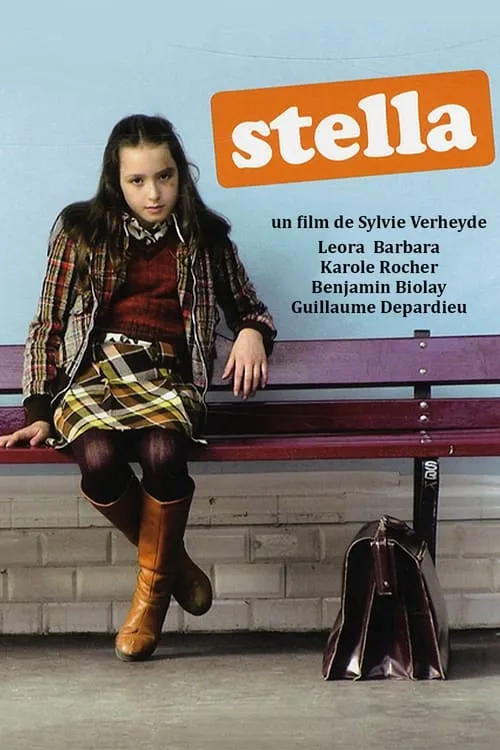 stella
un film de Sylvie Verheyde
Leora Barbara
Karole Rocher
Benjamin Biolay
Guillaume Depardieu